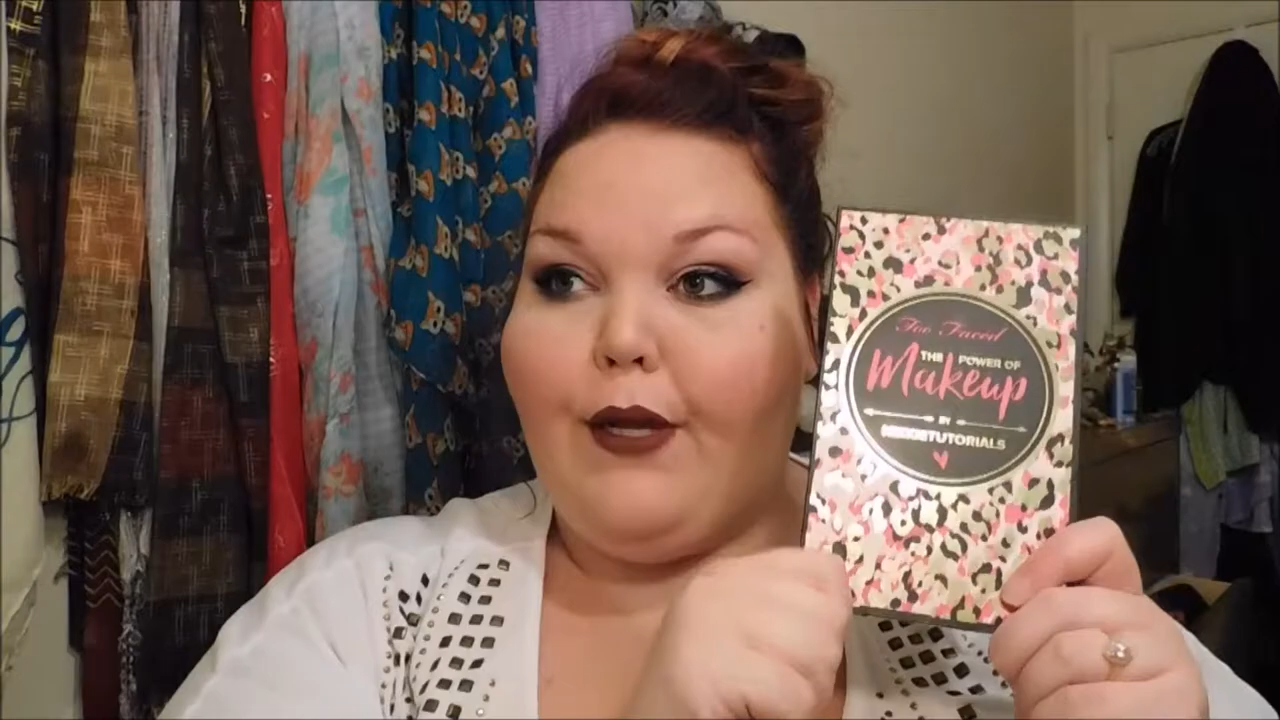 Too Faced
THE POWER OF
Makeup
BY
NIKKIETUTORIALS